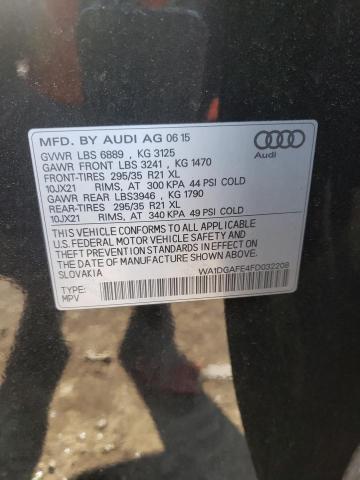 MFD. BY AUDI AG 06 15
GVWR LBS 6889 , KG 3125
GAWR FRONT LBS 3241 , KG 1470
FRONT-TIRES 295/35 R21 XL
10JX21 RIMS, AT 300 KPA 44 PSI COLD
GAWR REAR LBS3946 , KG 1790
REAR-TIRES 295/35 R21 XL
10JX21 RIMS, AT 340 KPA 49 PSI COLD
THIS VEHICLE CONFORMS TO ALL APPLICABLE
U.S. FEDERAL MOTOR VEHICLE SAFETY AND
THEFT PREVENTION STANDARDS IN EFFECT
ON THE DATE OF MANUFACTURE SHOWN ABOVE.
SLOVAKIA
WA1DGAFE4FD032208
TYPE:
MPV
Audi